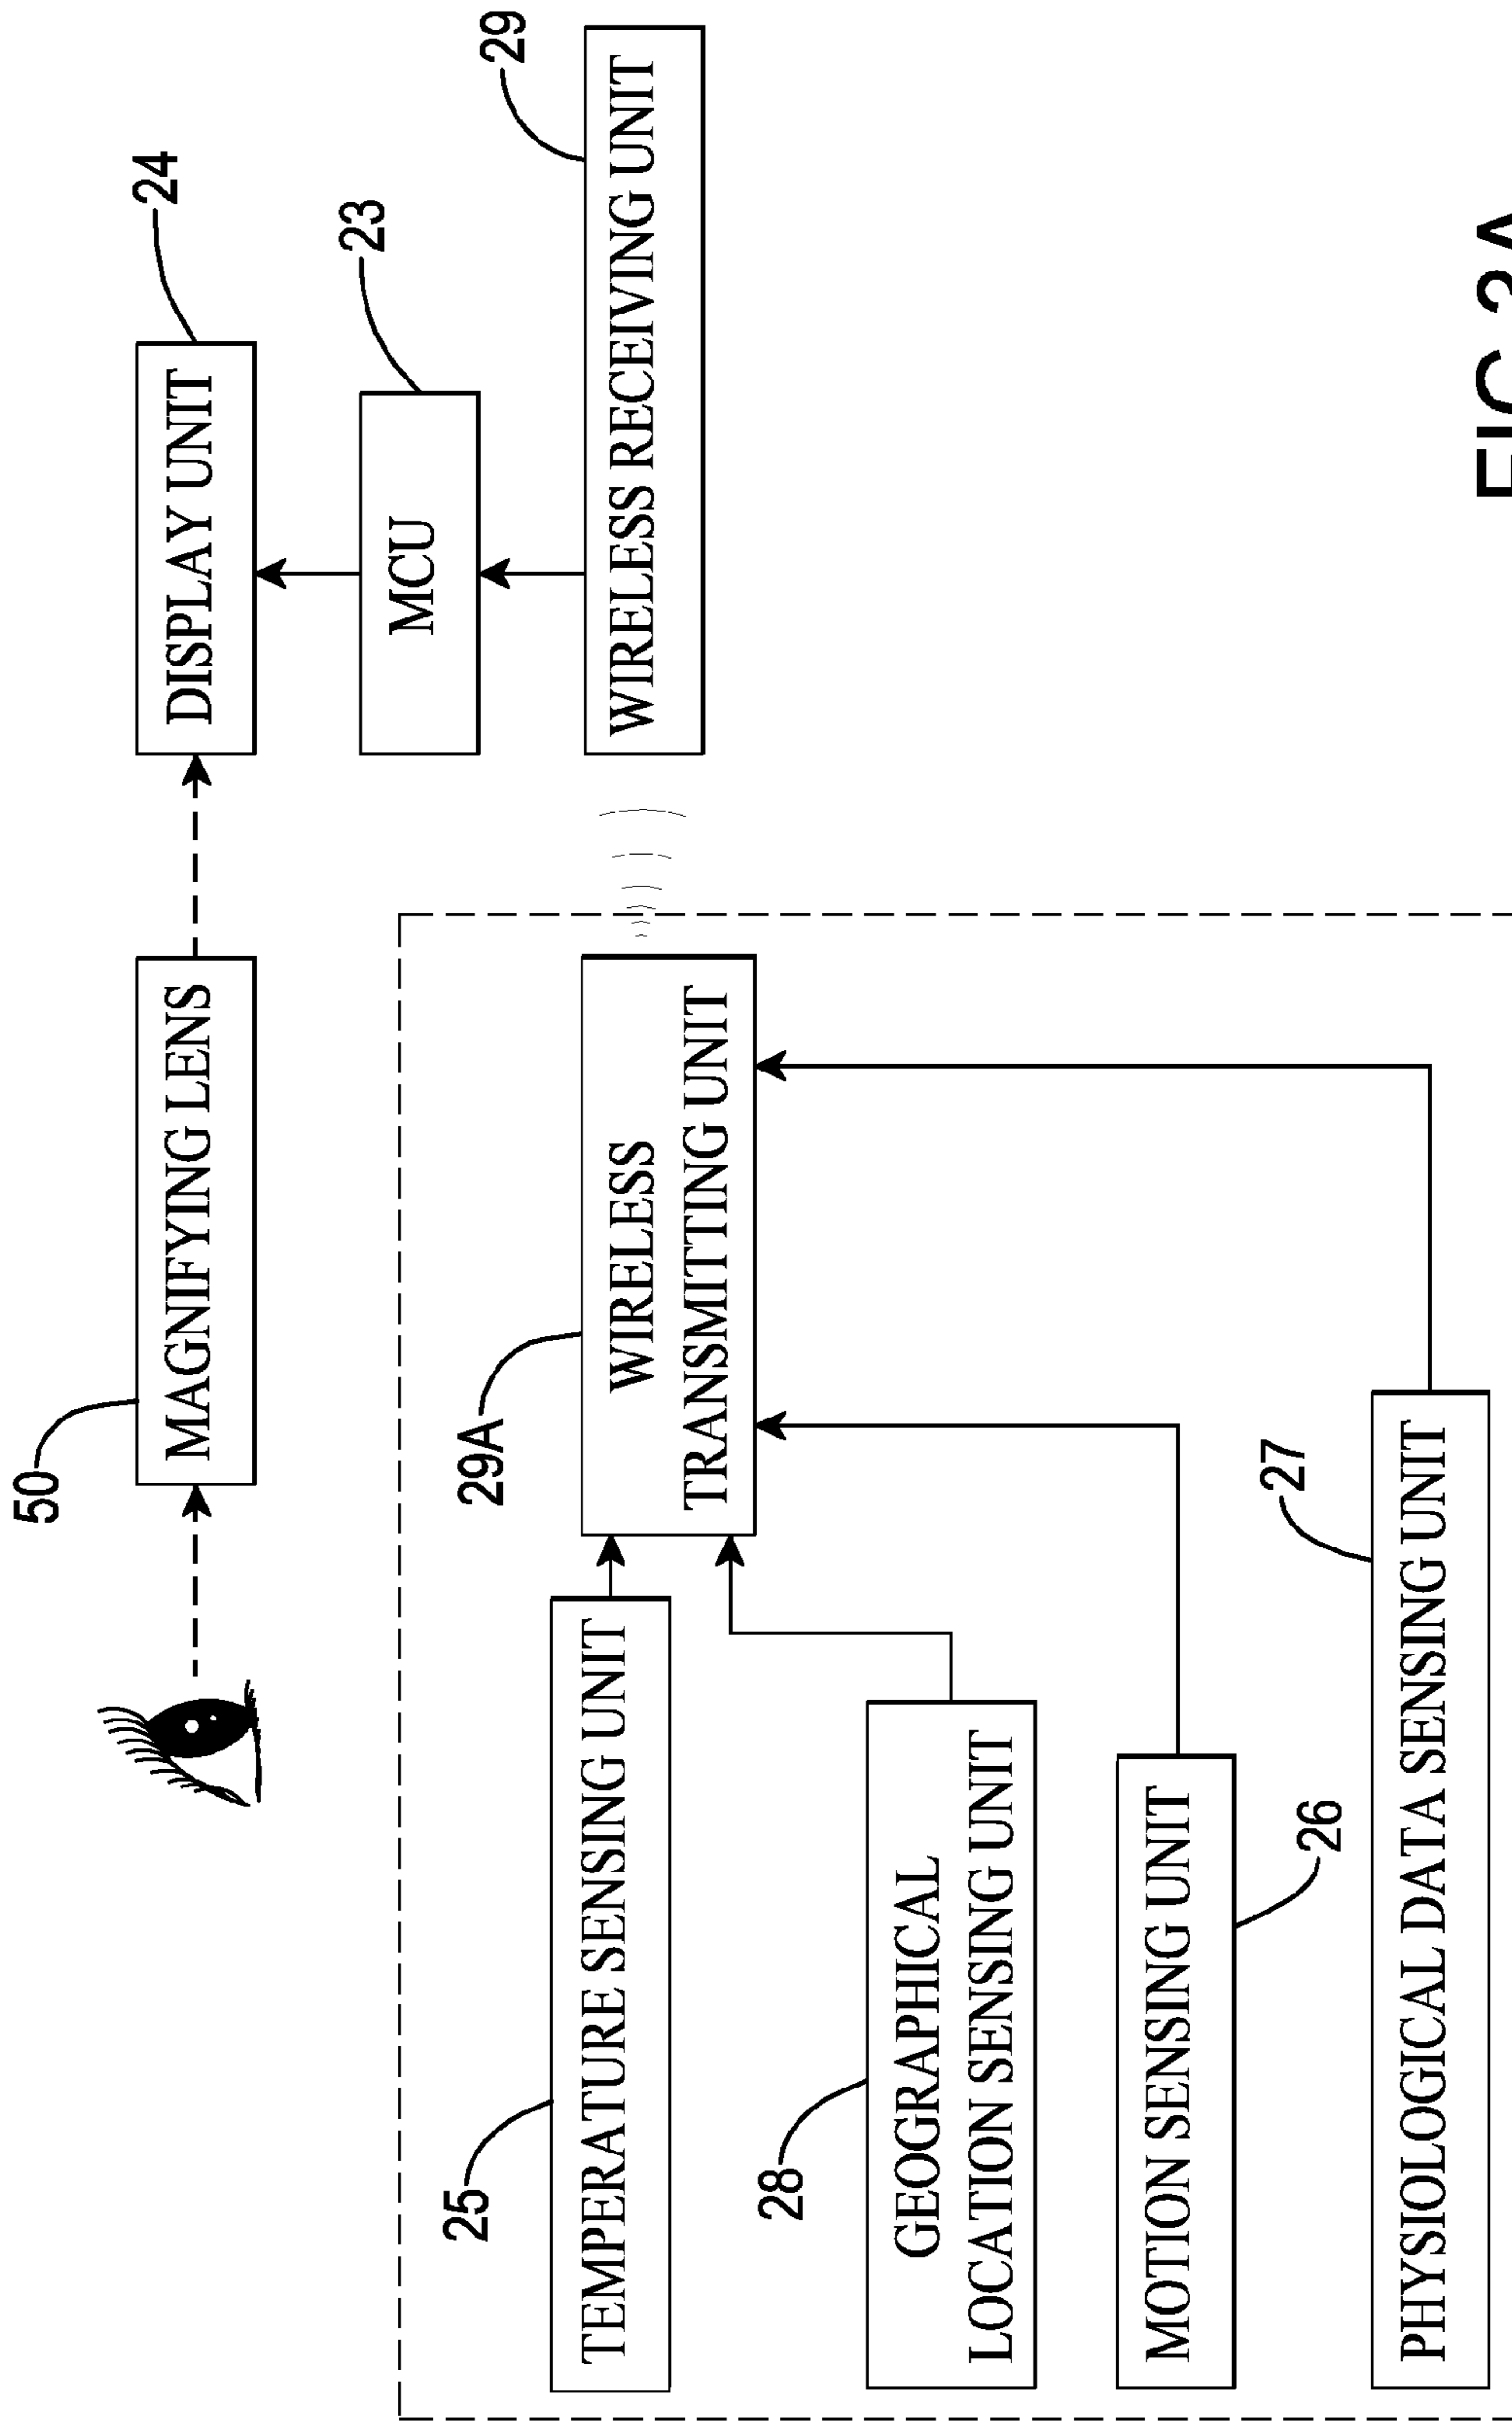 50
MAGNIFYING LENS
DISPLAY UNIT
24
MCU
23
29A
WIRELESS
TRANSMITTING UNIT
WIRELESS RECEIVING UNIT
29
25
TEMPERATURE SENSING UNIT
28
GEOGRAPHICAL
LOCATION SENSING UNIT
MOTION SENSING UNIT
26
27
PHYSIOLOGICAL DATA SENSING UNIT